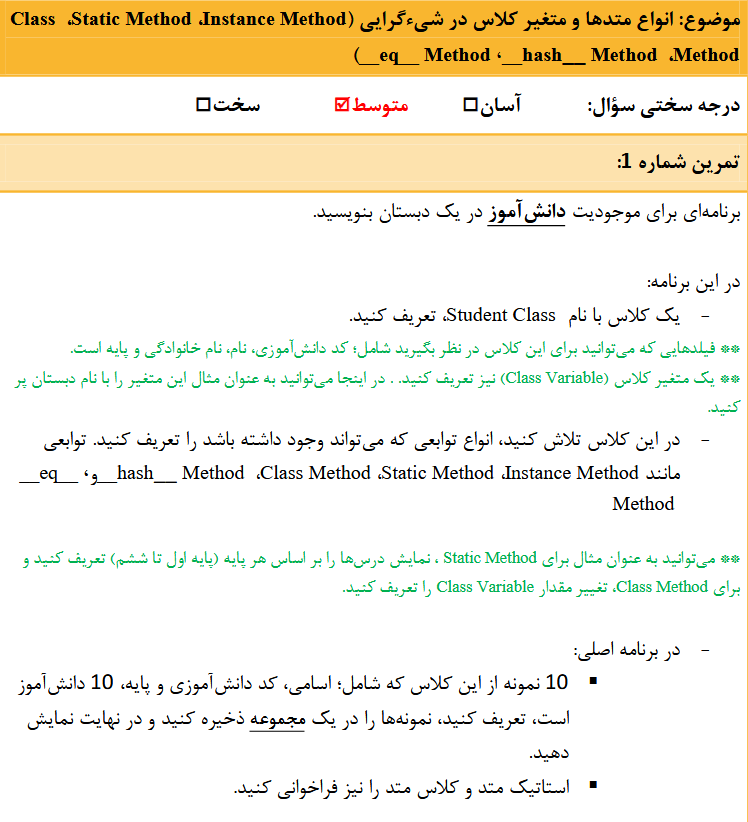 موضوع: انواع متدها و متغیر کلاس در شیءگرایی (Class ،Static Method ،Instance Method
(__eq__ Method ،__hash__ Method ،Method
درجه سختی سؤال: آسان☐ متوسط☑ سخت☐
تمرین شماره 1:
برنامه‌ای برای موجودیت دانش‌آموز در یک دبستان بنویسید.
در این برنامه:
- یک کلاس با نام Student Class، تعریف کنید.
** فیلدهایی که می‌توانید برای این کلاس در نظر بگیرید شامل؛ کد دانش‌آموزی، نام، نام خانوادگی و پایه است.
** یک متغیر کلاس (Class Variable) نیز تعریف کنید. . در اینجا می‌توانید به عنوان مثال این متغیر را با نام دبستان پر
کنید.
- در این کلاس تلاش کنید، انواع توابعی که می‌تواند وجود داشته باشد را تعریف کنید. توابعی
مانند Class Method ،Static Method ،Instance Method، __hash__ Method و، __eq__
Method
** می‌توانید به عنوان مثال برای Static Method ، نمایش درس‌ها را بر اساس هر پایه (پایه اول تا ششم) تعریف کنید و
برای Class Method، تغییر مقدار Class Variable را تعریف کنید.
- در برنامه اصلی:
▪ 10 نمونه از این کلاس که شامل؛ اسامی، کد دانش‌آموزی و پایه، 10 دانش‌آموز
است، تعریف کنید، نمونه‌ها را در یک مجموعه ذخیره کنید و در نهایت نمایش
دهید.
▪ استاتیک متد و کلاس متد را نیز فراخوانی کنید.